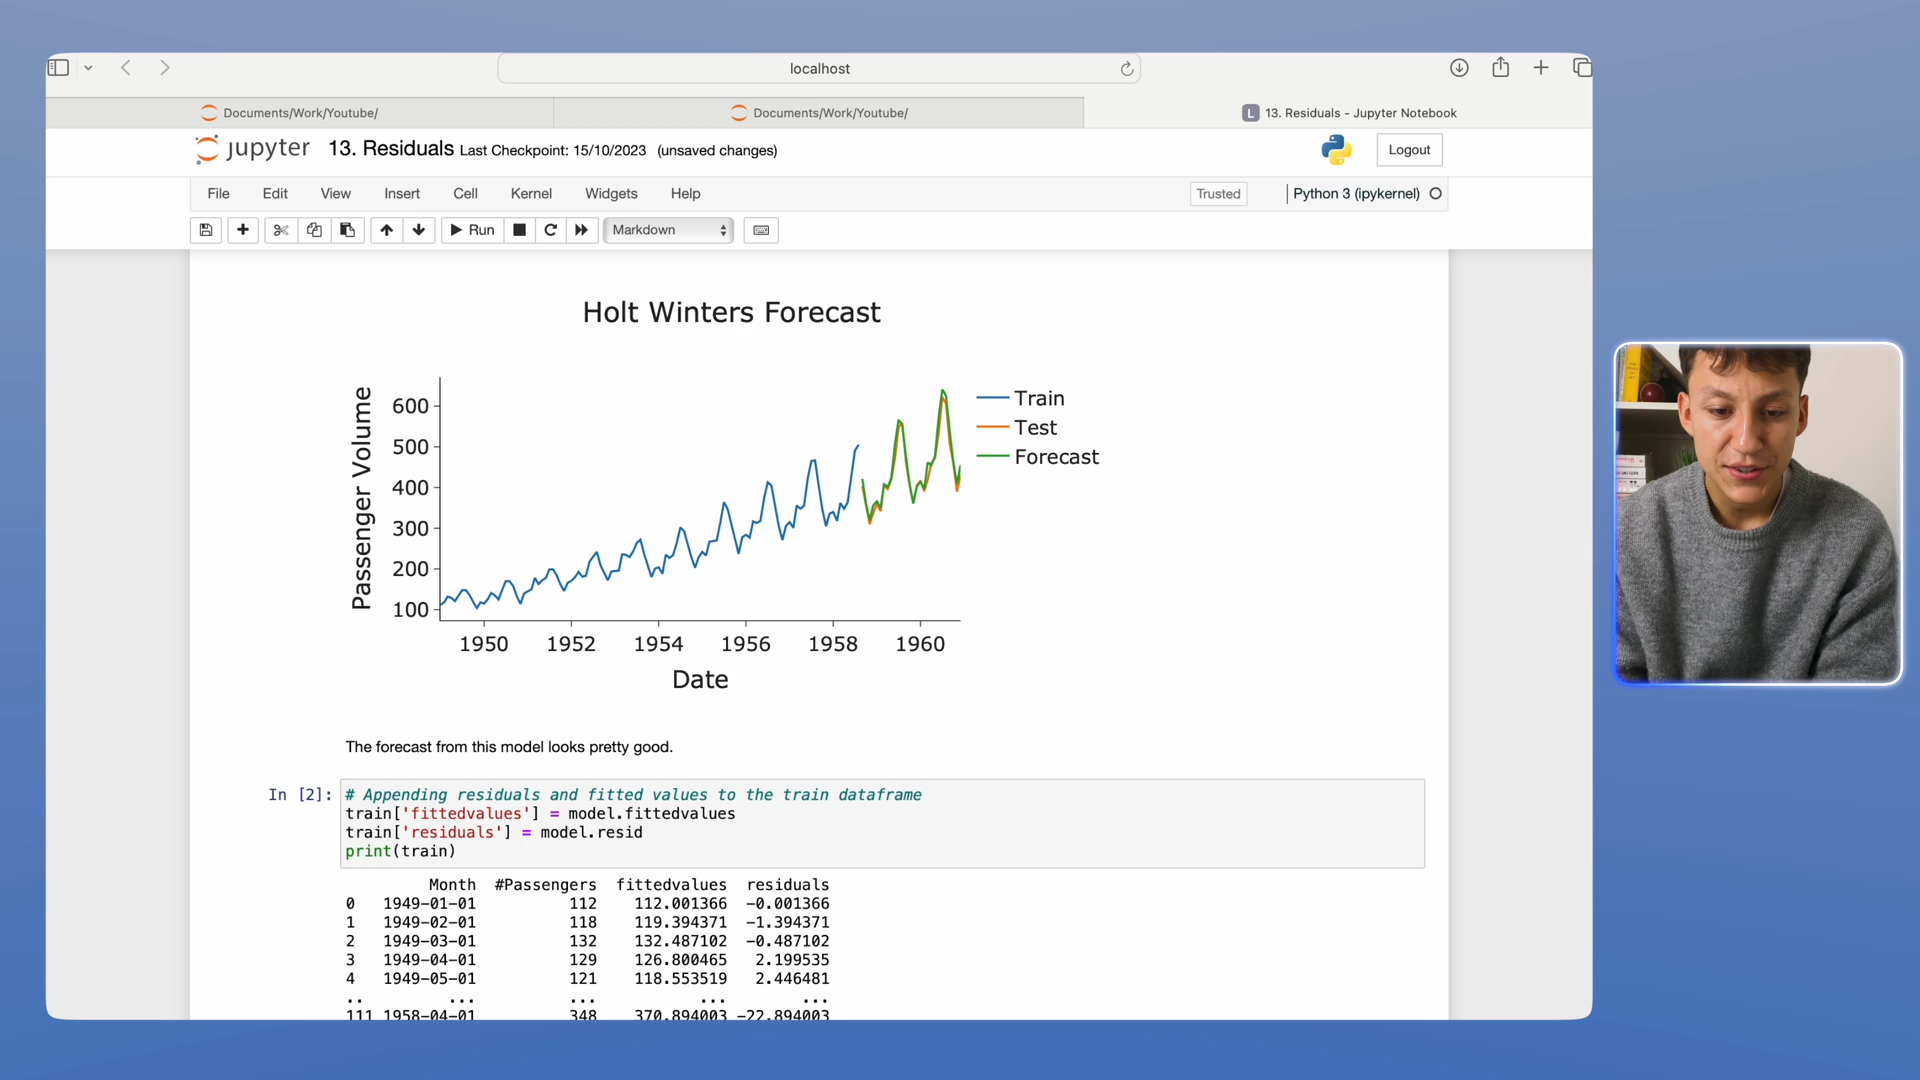 localhost
Documents/Work/Youtube/
Documents/Work/Youtube/
L 13. Residuals - Jupyter Notebook
jupyter 13. Residuals Last Checkpoint: 15/10/2023 (unsaved changes)
Logout
File Edit View Insert Cell Kernel Widgets Help
Trusted
Python 3 (ipykernel)
Run
Markdown
Holt Winters Forecast
Passenger Volume
600
500
400
300
200
100
1950 1952 1954 1956 1958 1960
Date
Train
Test
Forecast
The forecast from this model looks pretty good.
In [2]:
# Appending residuals and fitted values to the train dataframe
train['fittedvalues'] = model.fittedvalues
train['residuals'] = model.resid
print(train)
Month #Passengers fittedvalues residuals
0 1949-01-01 112 112.001366 -0.001366
1 1949-02-01 118 119.394371 -1.394371
2 1949-03-01 132 132.487102 -0.487102
3 1949-04-01 129 126.800465 2.199535
4 1949-05-01 121 118.553519 2.446481
.. ... ... ... ...
111 1958-04-01 348 370.894003 -22.894003